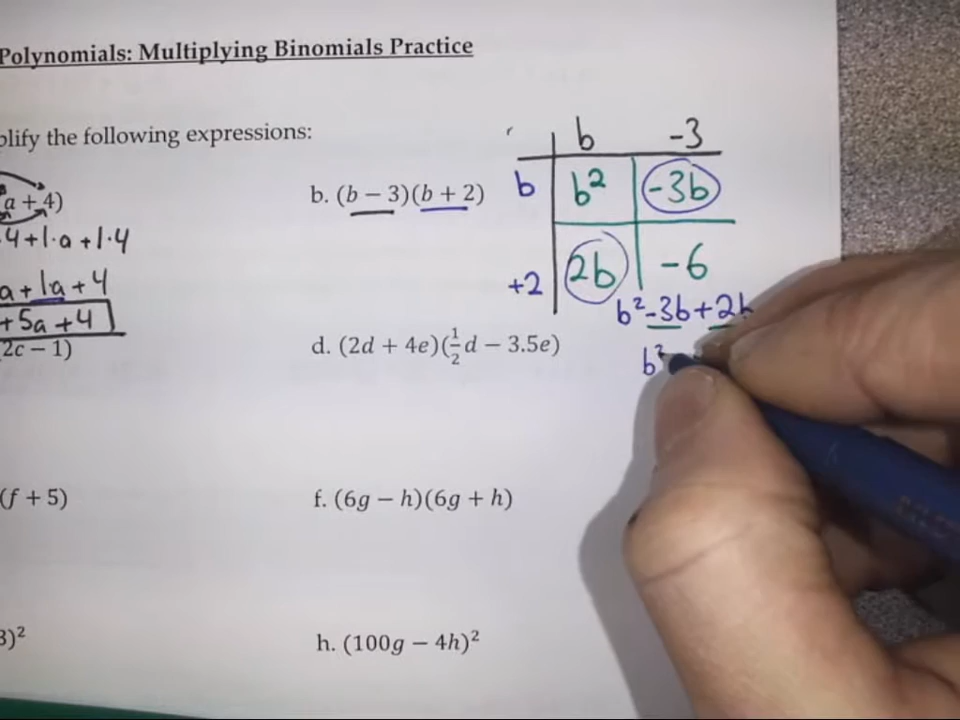 Polynomials: Multiplying Binomials Practice
plify the following expressions:
a + 4)
4+1·a+1·4
a+1a+4
+5a+4
2c − 1)
b. (b − 3)(b + 2)
b -3
b b² -3b
+2 2b -6
b²-3b+2b
b²
d. (2d + 4e)(½d − 3.5e)
(f + 5)
f. (6g − h)(6g + h)
3)²
h. (100g − 4h)²